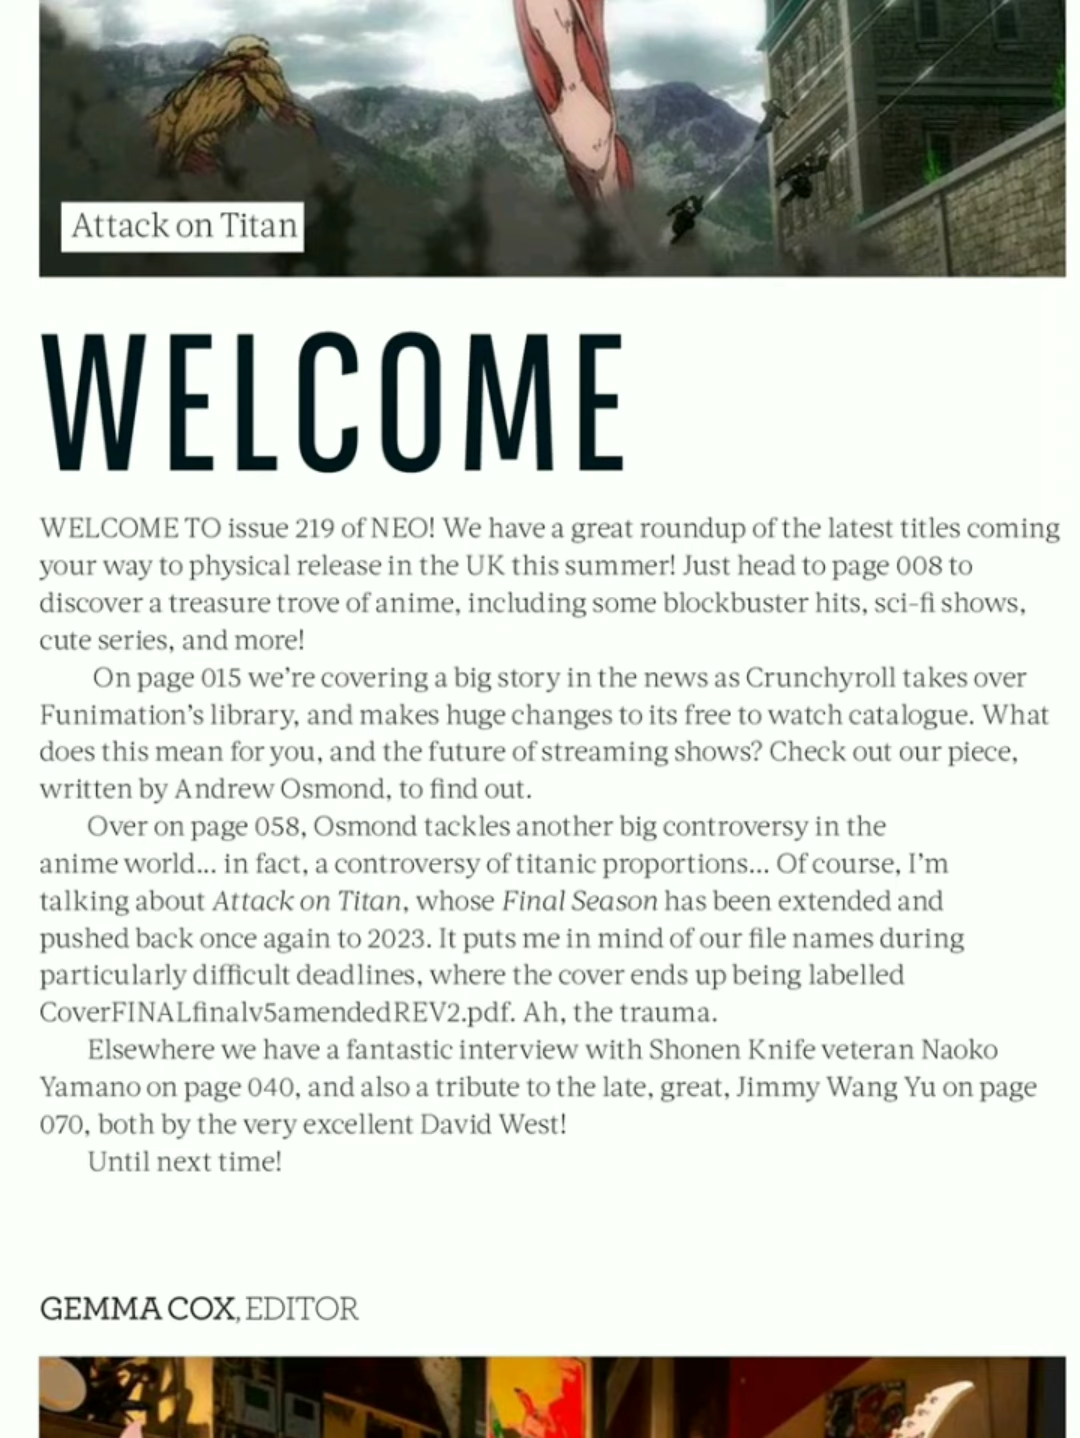 Attack on Titan
WELCOME
WELCOME TO issue 219 of NEO! We have a great roundup of the latest titles coming
your way to physical release in the UK this summer! Just head to page 008 to
discover a treasure trove of anime, including some blockbuster hits, sci-fi shows,
cute series, and more!
On page 015 we're covering a big story in the news as Crunchyroll takes over
Funimation's library, and makes huge changes to its free to watch catalogue. What
does this mean for you, and the future of streaming shows? Check out our piece,
written by Andrew Osmond, to find out.
Over on page 058, Osmond tackles another big controversy in the
anime world... in fact, a controversy of titanic proportions... Of course, I'm
talking about Attack on Titan, whose Final Season has been extended and
pushed back once again to 2023. It puts me in mind of our file names during
particularly difficult deadlines, where the cover ends up being labelled
CoverFINALfinalv5amendedREV2.pdf. Ah, the trauma.
Elsewhere we have a fantastic interview with Shonen Knife veteran Naoko
Yamano on page 040, and also a tribute to the late, great, Jimmy Wang Yu on page
070, both by the very excellent David West!
Until next time!
GEMMA COX, EDITOR